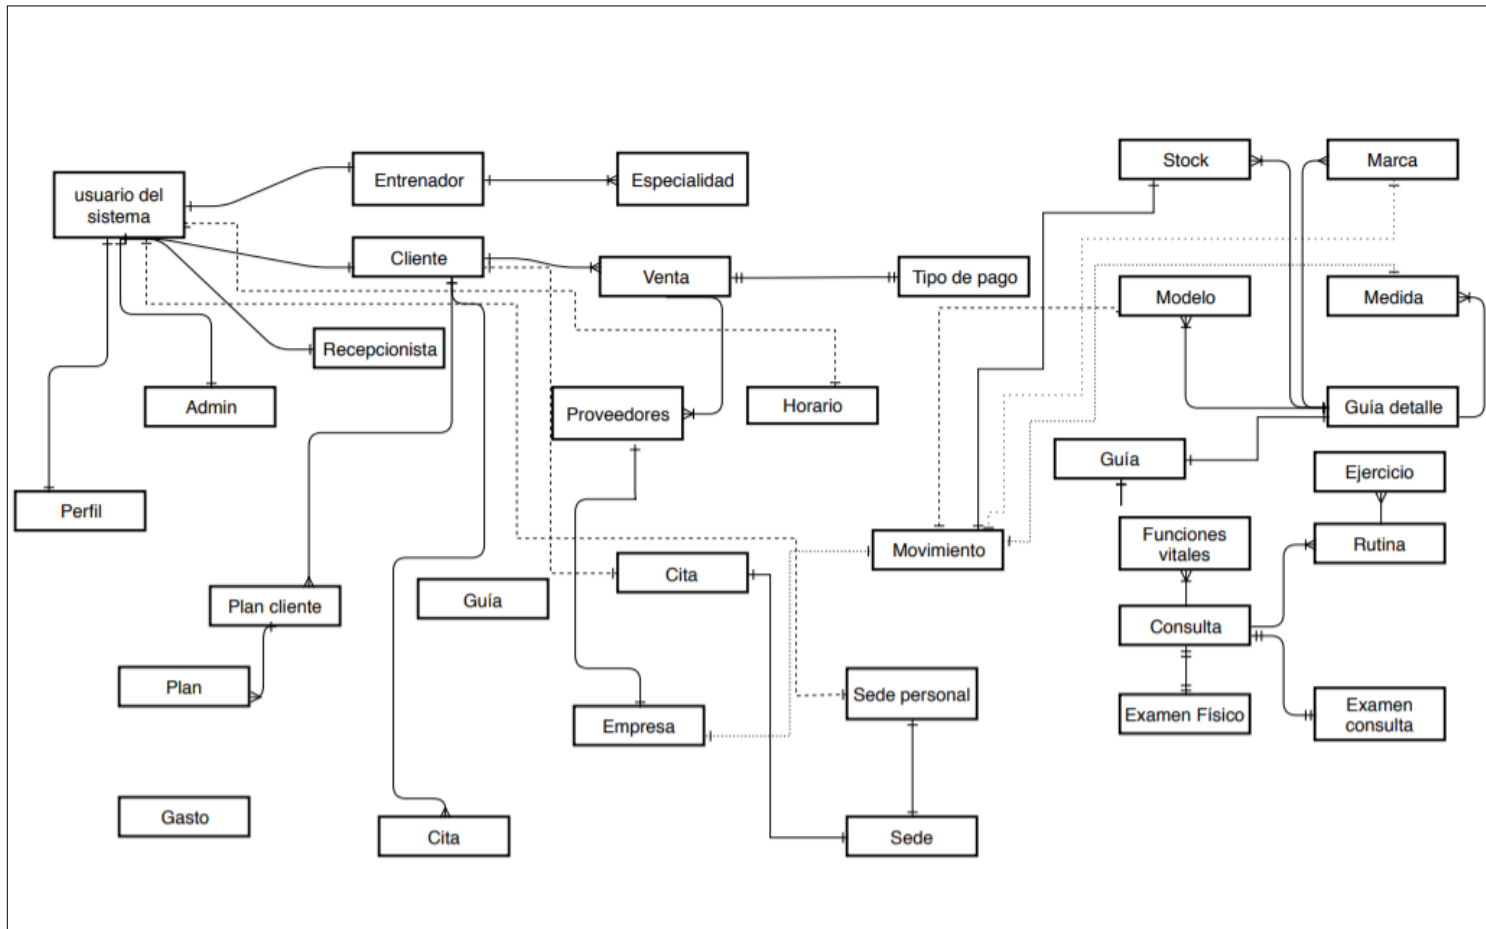 Stock
Marca
Entrenador
Especialidad
usuario del
sistema
Cliente
Venta
Tipo de pago
Modelo
Medida
Recepcionista
Admin
Proveedores
Horario
Guía detalle
Guía
Ejercicio
Perfil
Movimiento
Funciones
vitales
Rutina
Cita
Plan cliente
Guía
Consulta
Plan
Sede personal
Empresa
Examen Físico
Examen
consulta
Gasto
Cita
Sede